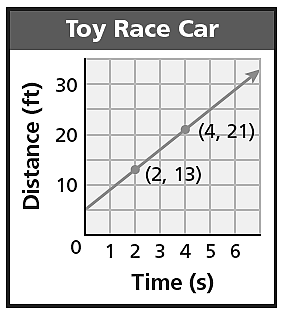 Toy Race Car
Distance (ft)
30
20
10
0
(4, 21)
(2, 13)
1 2 3 4 5 6
Time (s)